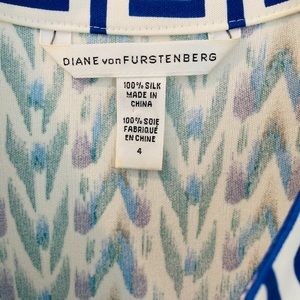 DIANE von FURSTENBERG
100% SILK
MADE IN
CHINA
100% SOIE
FABRIQUÉ
EN CHINE
4